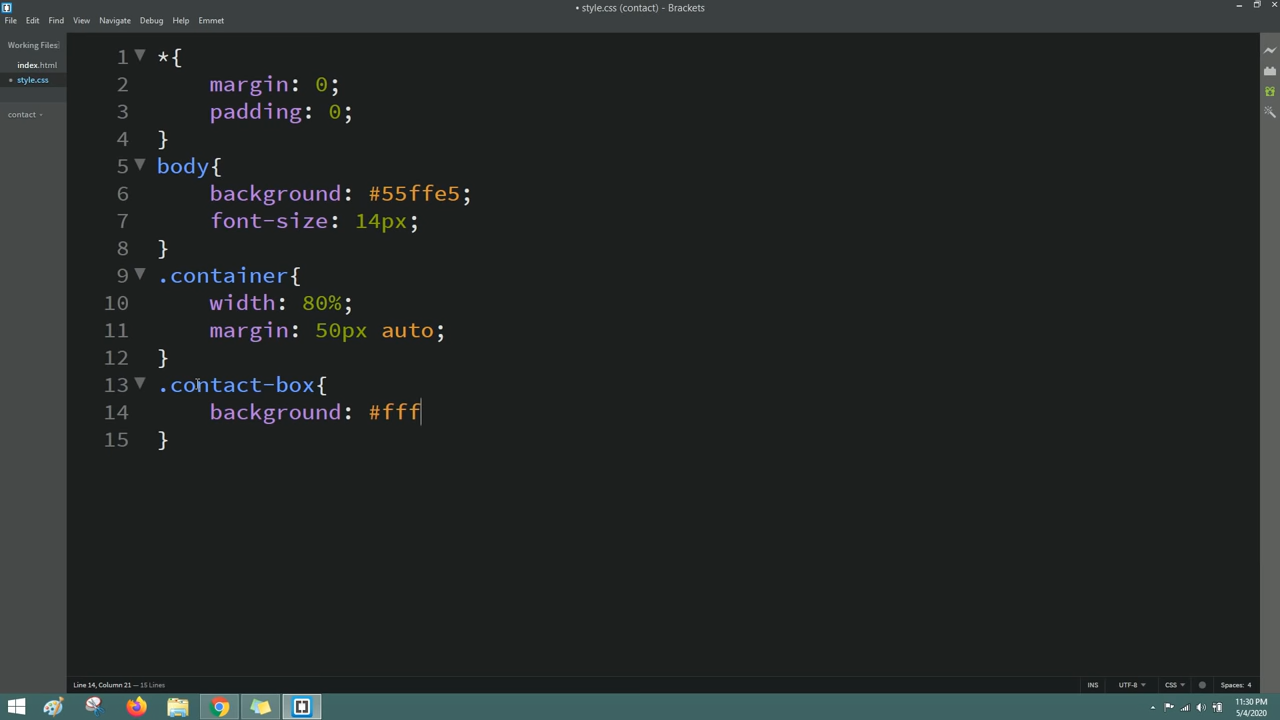 • style.css (contact) - Brackets
File Edit Find View Navigate Debug Help Emmet
Working Files
index.html
• style.css
contact
1 *{
2 margin: 0;
3 padding: 0;
4 }
5 body{
6 background: #55ffe5;
7 font-size: 14px;
8 }
9 .container{
10 width: 80%;
11 margin: 50px auto;
12 }
13 .contact-box{
14 background: #fff
15 }
Line 14, Column 21 — 15 Lines
INS UTF-8 CSS Spaces: 4
11:30 PM
5/4/2020